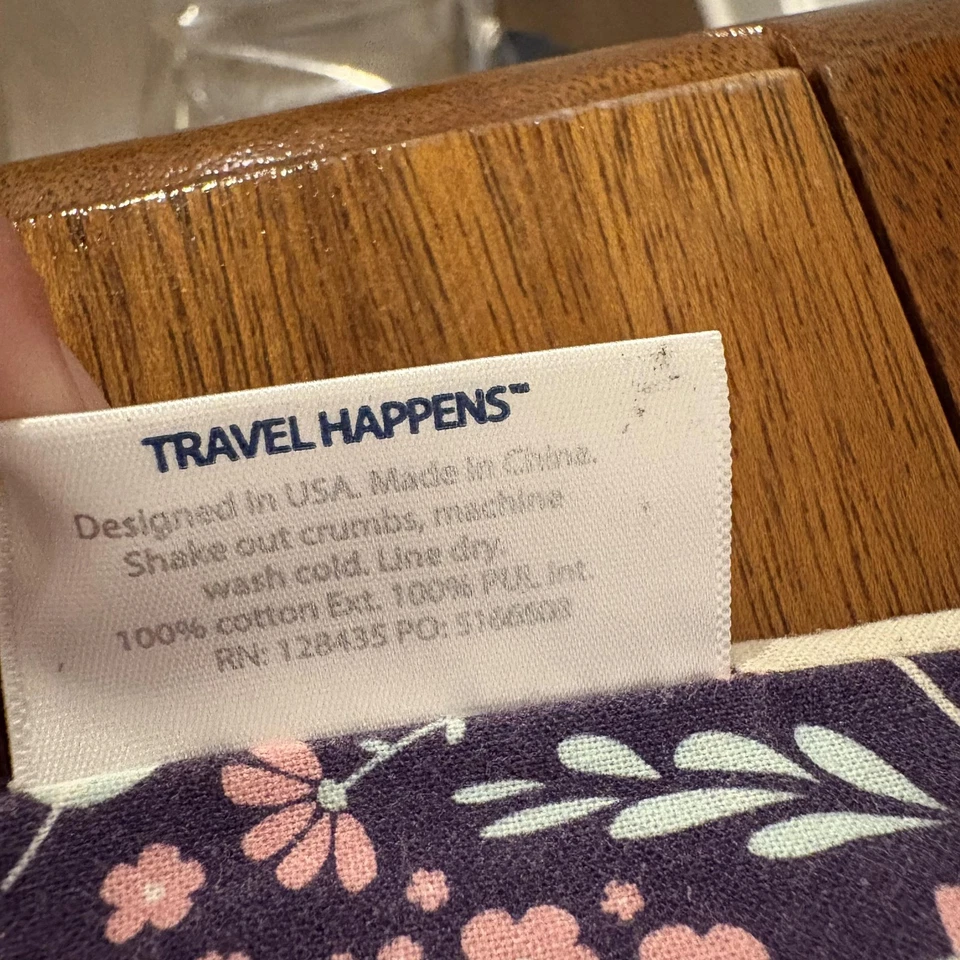 TRAVEL HAPPENS™
Designed in USA. Made in China.
Shake out crumbs, machine
wash cold. Line dry.
100% cotton Ext. 100% PUL Int.
RN: 128435 PO: